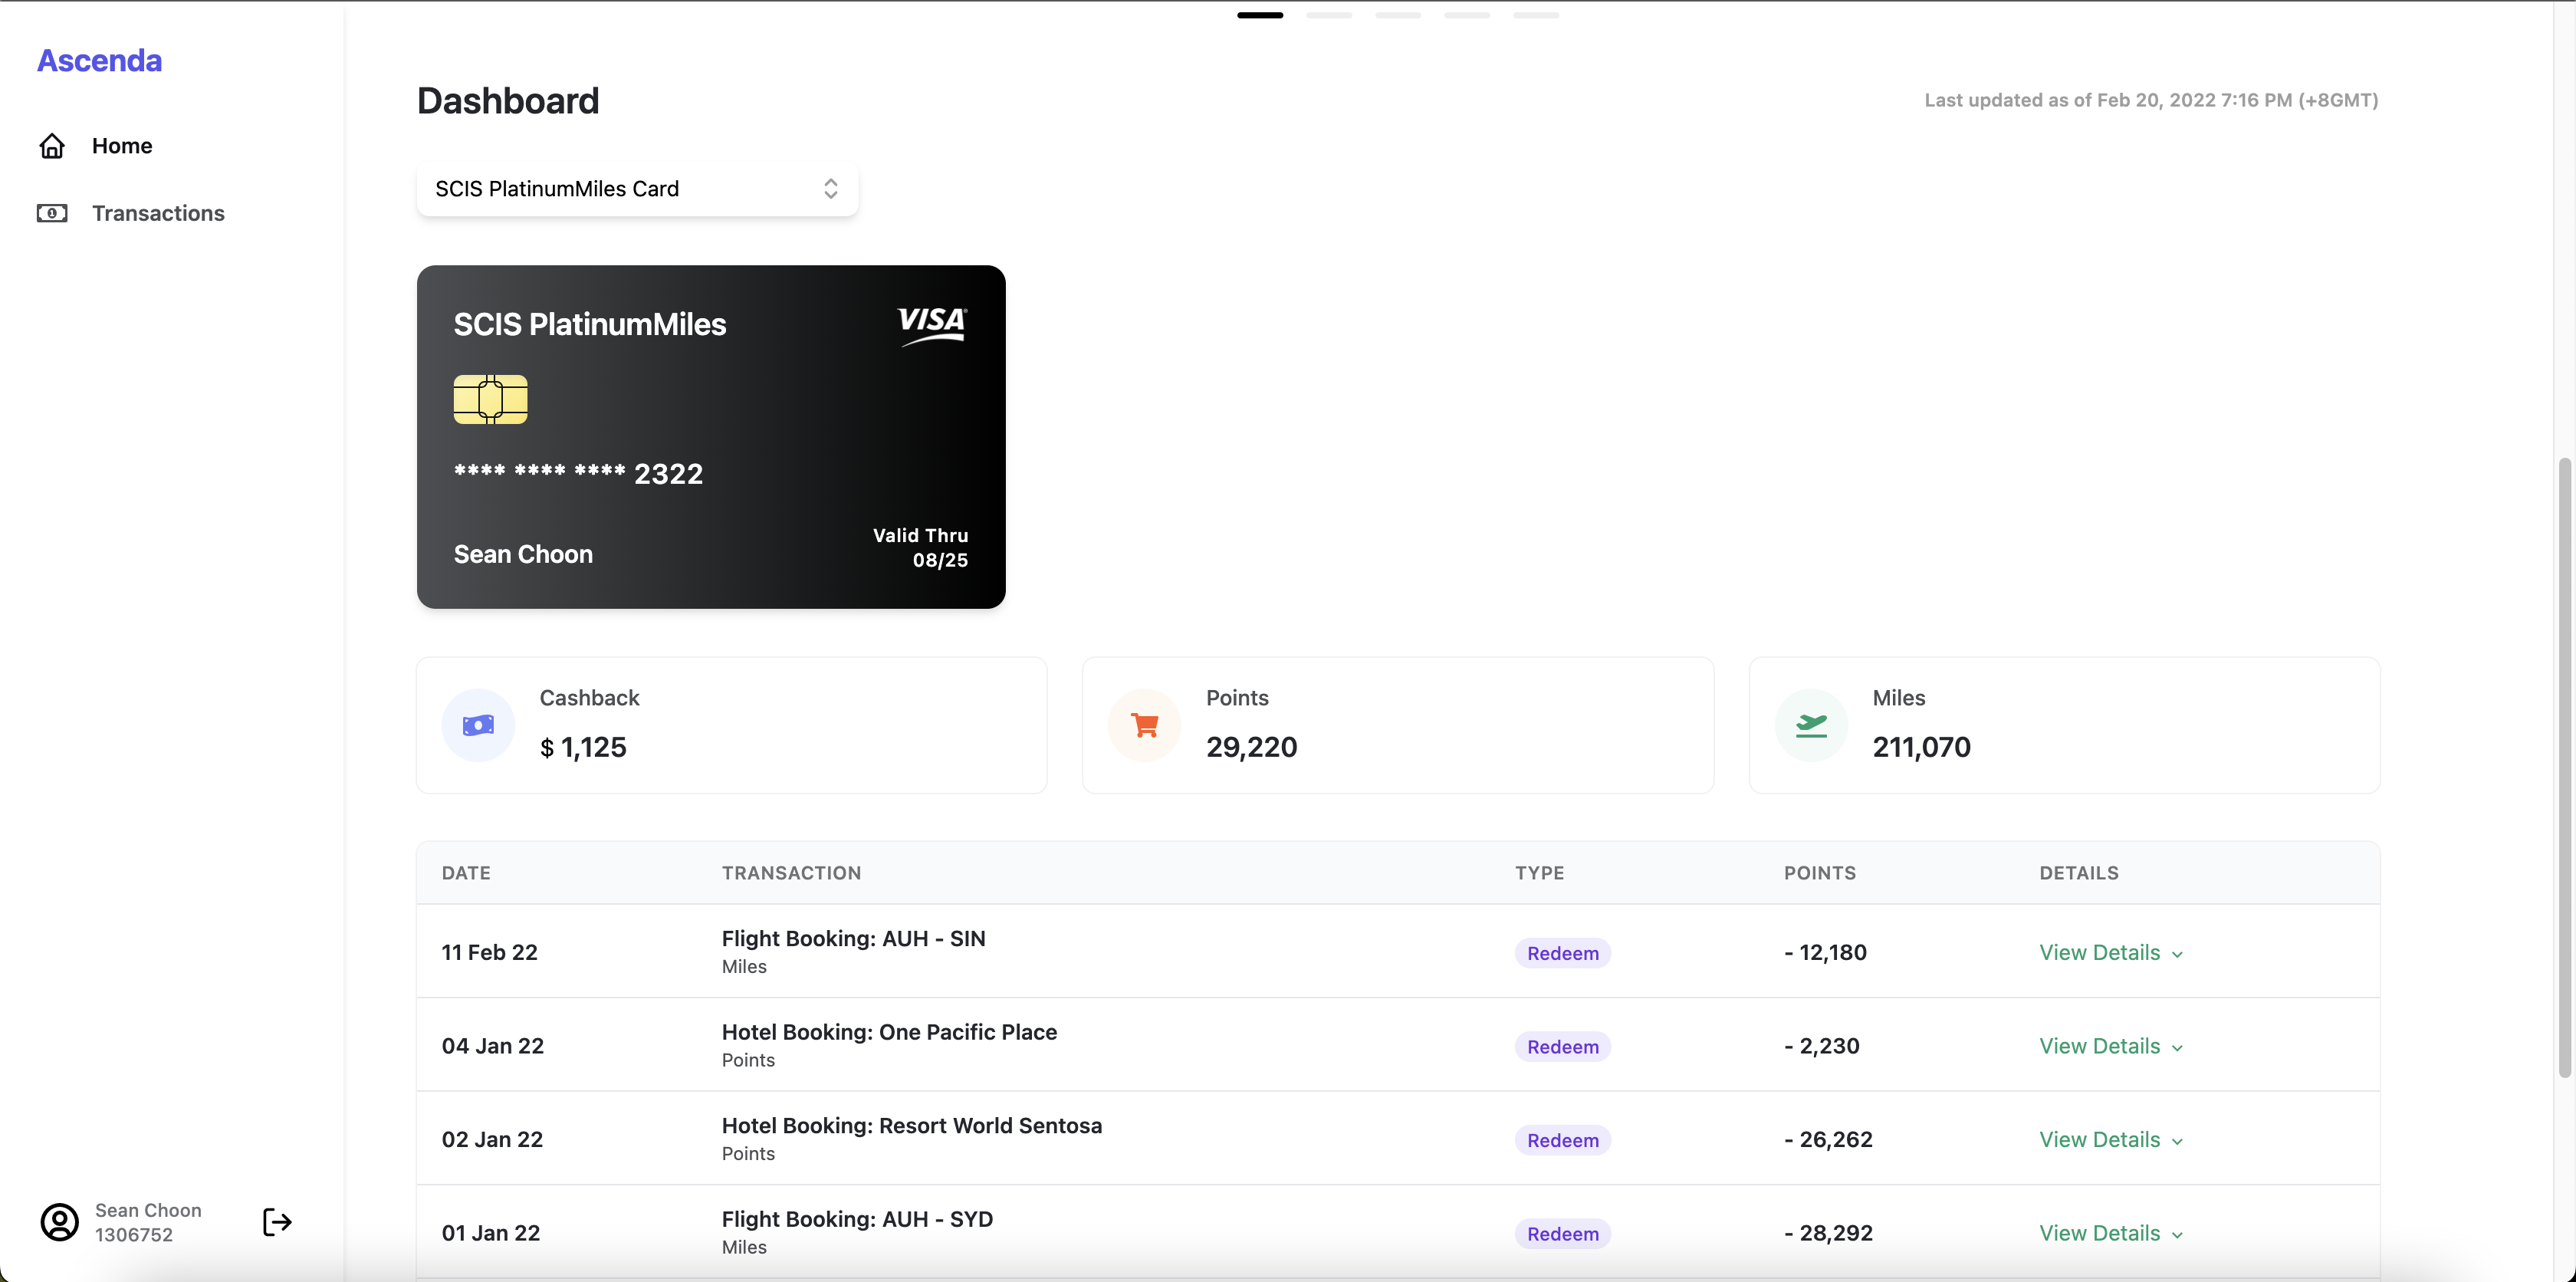 Ascenda
Home
Transactions
Sean Choon
1306752
Dashboard
Last updated as of Feb 20, 2022 7:16 PM (+8GMT)
SCIS PlatinumMiles Card
SCIS PlatinumMiles
VISA
**** **** **** 2322
Sean Choon
Valid Thru
08/25
Cashback
$ 1,125
Points
29,220
Miles
211,070
DATE TRANSACTION TYPE POINTS DETAILS
11 Feb 22 Flight Booking: AUH - SIN Redeem - 12,180 View Details
Miles
04 Jan 22 Hotel Booking: One Pacific Place Redeem - 2,230 View Details
Points
02 Jan 22 Hotel Booking: Resort World Sentosa Redeem - 26,262 View Details
Points
01 Jan 22 Flight Booking: AUH - SYD Redeem - 28,292 View Details
Miles